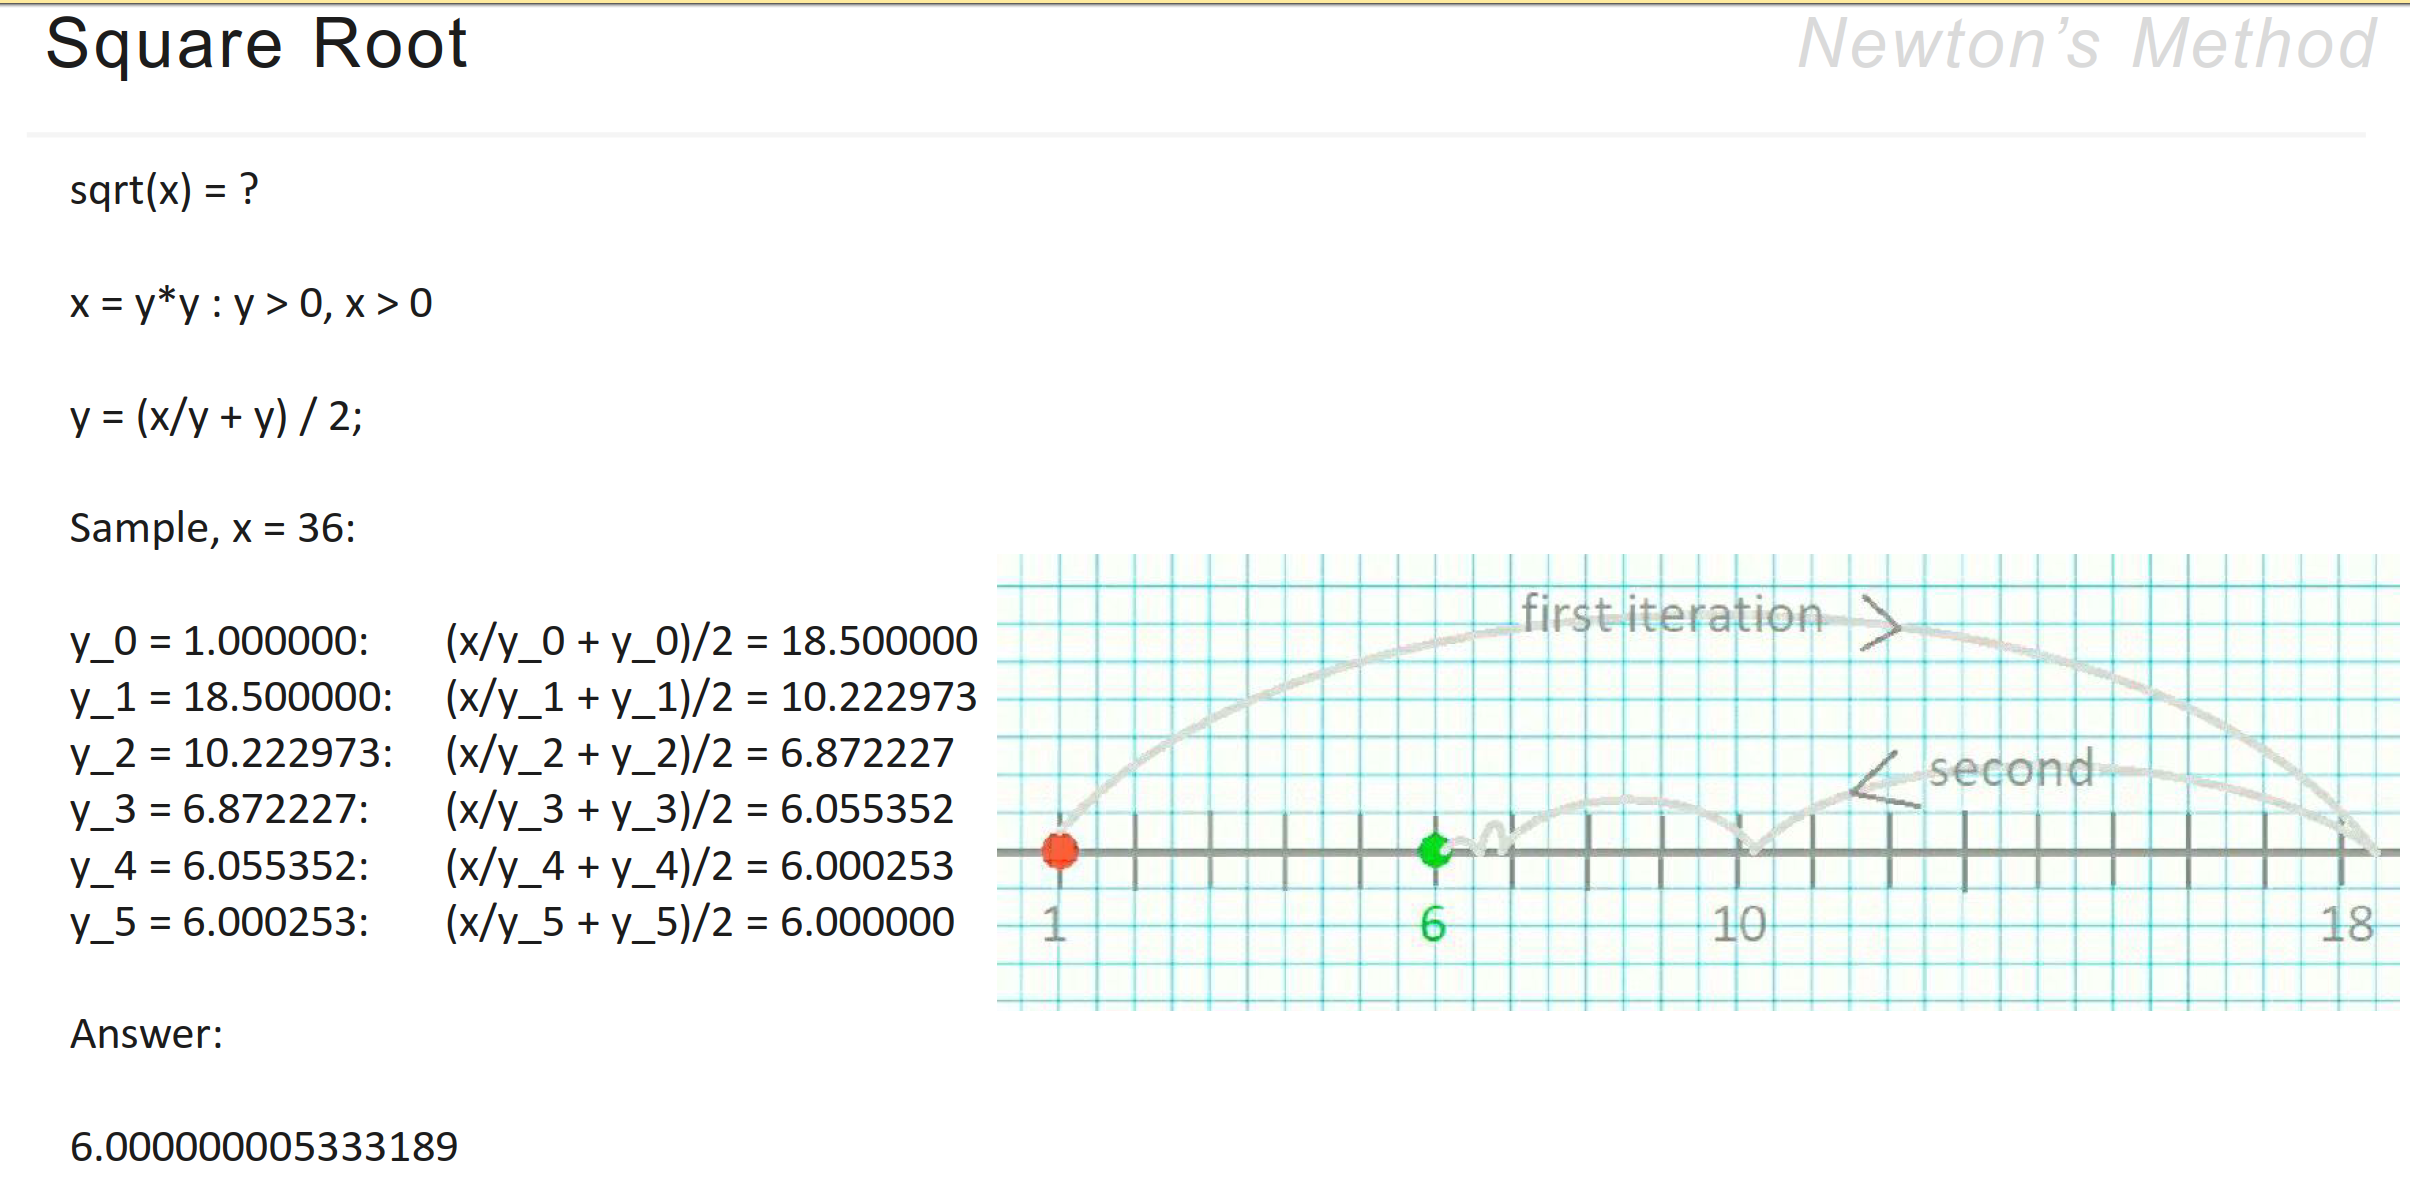 Square Root
Newton's Method
sqrt(x) = ?
x = y*y : y > 0, x > 0
y = (x/y + y) / 2;
Sample, x = 36:
y_0 = 1.000000: (x/y_0 + y_0)/2 = 18.500000
y_1 = 18.500000: (x/y_1 + y_1)/2 = 10.222973
y_2 = 10.222973: (x/y_2 + y_2)/2 = 6.872227
y_3 = 6.872227: (x/y_3 + y_3)/2 = 6.055352
y_4 = 6.055352: (x/y_4 + y_4)/2 = 6.000253
y_5 = 6.000253: (x/y_5 + y_5)/2 = 6.000000
Answer:
6.000000005333189
first iteration
second
1 6 10 18